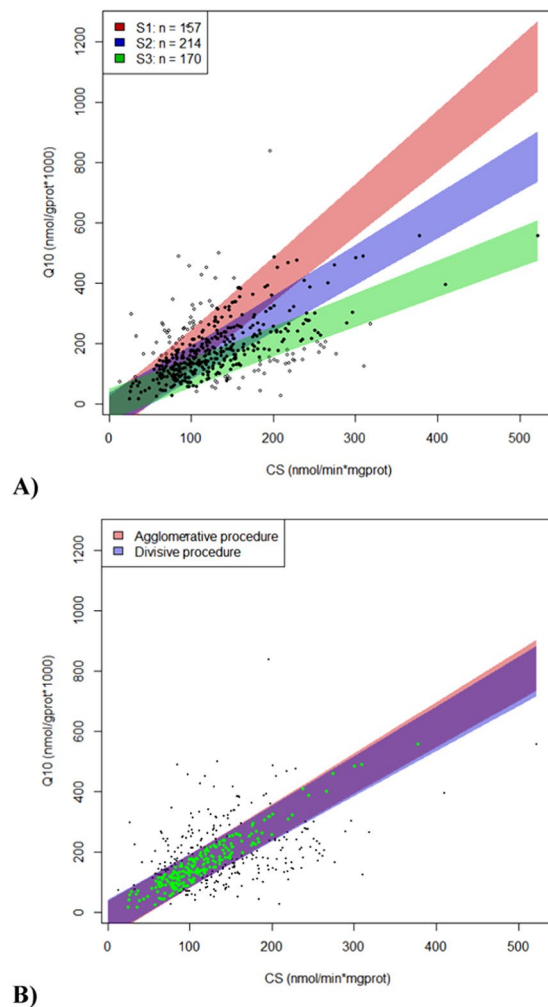 S1: n = 157
S2: n = 214
S3: n = 170
1200
1000
800
600
400
200
0
Q10 (nmol/gprot*1000)
0 100 200 300 400 500
CS (nmol/min*mgprot)
A)
Agglomerative procedure
Divisive procedure
1200
1000
800
600
400
200
0
Q10 (nmol/gprot*1000)
0 100 200 300 400 500
CS (nmol/min*mgprot)
B)